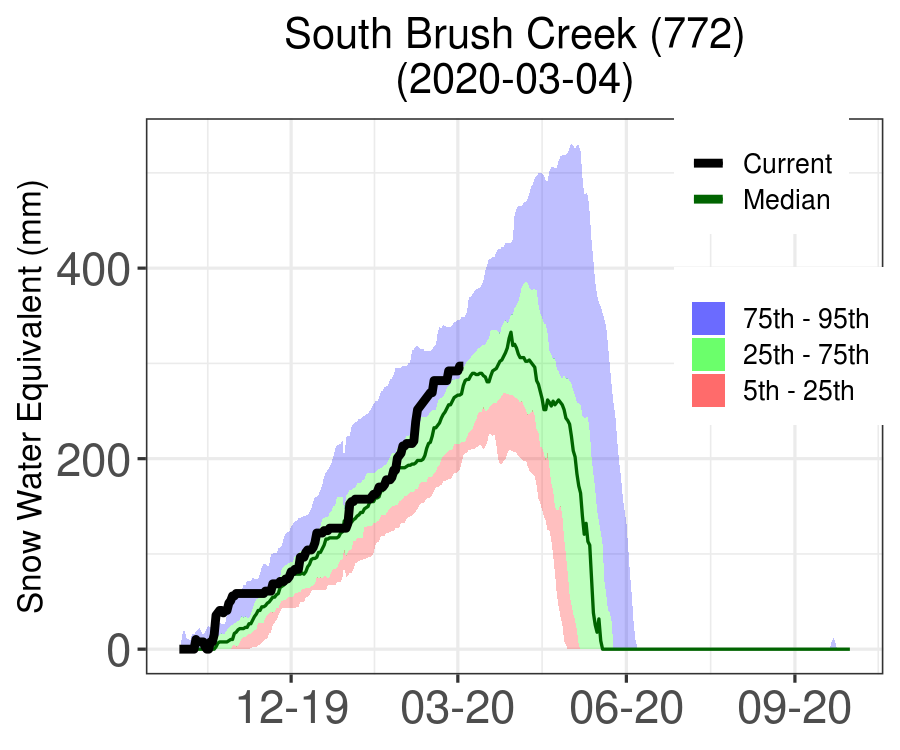 South Brush Creek (772)
(2020-03-04)
Snow Water Equivalent (mm)
400
200
0
12-19
03-20
06-20
09-20
Current
Median
75th - 95th
25th - 75th
5th - 25th